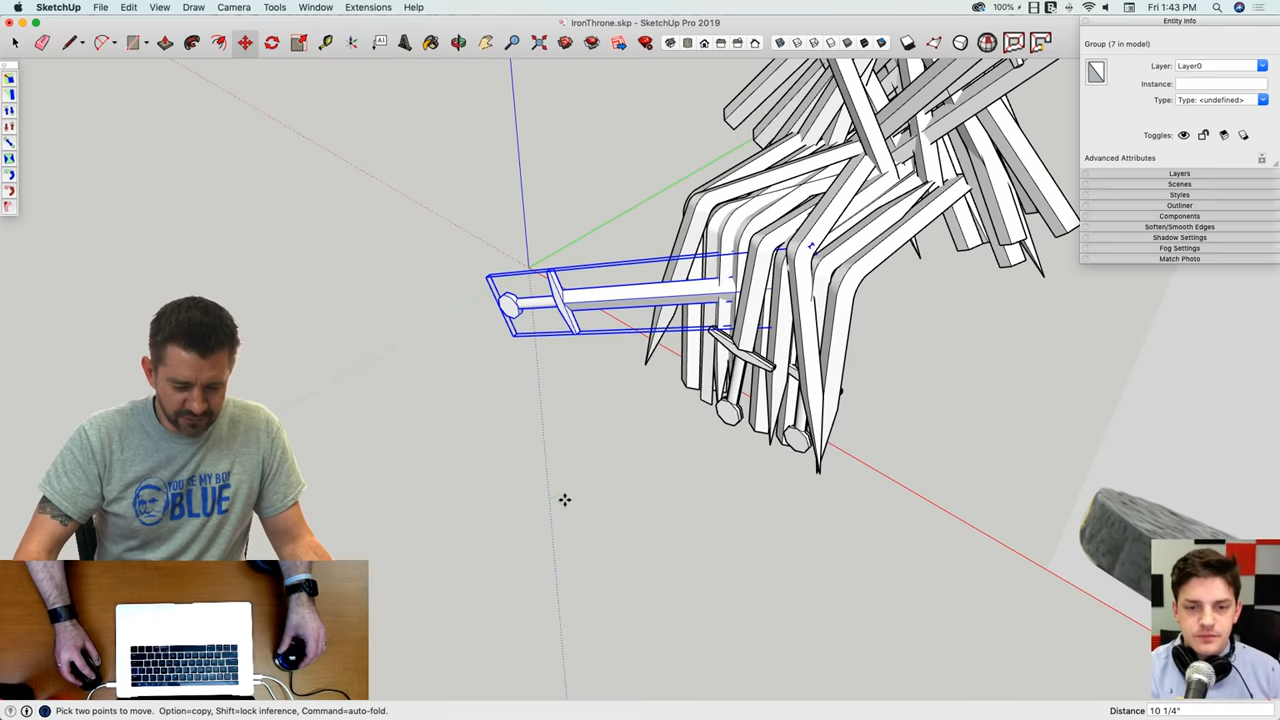 SketchUp File Edit View Draw Camera Tools Window Extensions Help
100% Fri 1:43 PM
IronThrone.skp - SketchUp Pro 2019
Entity Info
Group (7 in model)
Layer: Layer0
Instance:
Type: Type: <undefined>
Toggles:
Advanced Attributes
Layers
Scenes
Styles
Outliner
Components
Soften/Smooth Edges
Shadow Settings
Fog Settings
Match Photo
YOU'RE MY BOY
BLUE
Pick two points to move. Option=copy, Shift=lock inference, Command=auto-fold.
Distance 10 1/4"